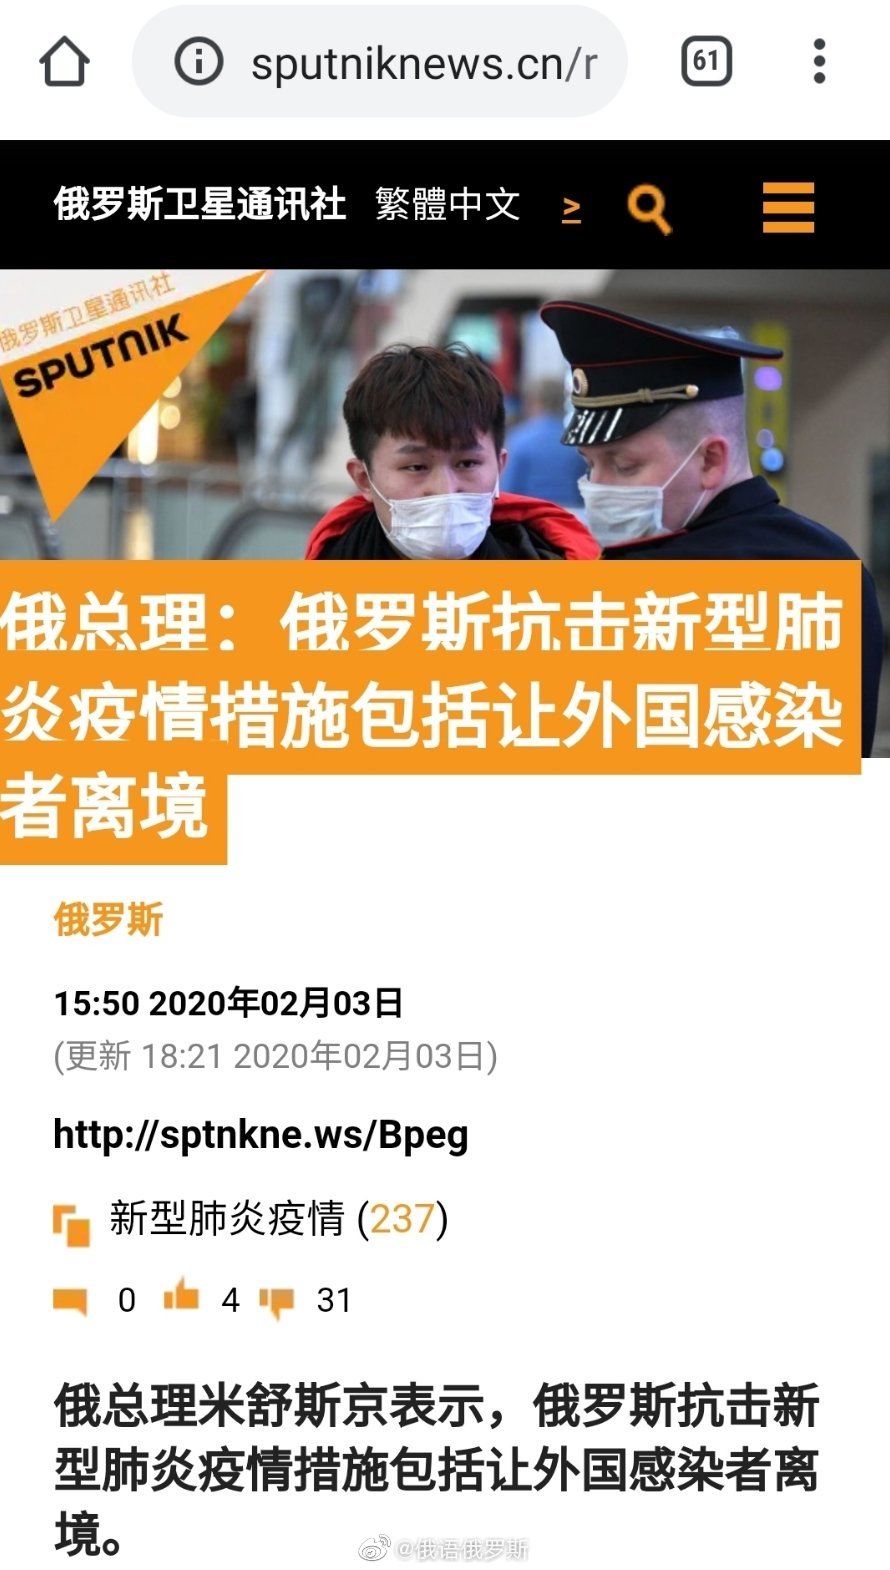 sputniknews.cn/r
61
俄罗斯卫星通讯社 繁體中文 ≥
俄罗斯卫星通讯社
SPUTNIK
俄总理：俄罗斯抗击新型肺
炎疫情措施包括让外国感染
者离境
俄罗斯
15:50 2020年02月03日
(更新 18:21 2020年02月03日)
http://sptnkne.ws/Bpeg
新型肺炎疫情 (237)
0 4 31
俄总理米舒斯京表示，俄罗斯抗击新
型肺炎疫情措施包括让外国感染者离
境。
@俄语俄罗斯